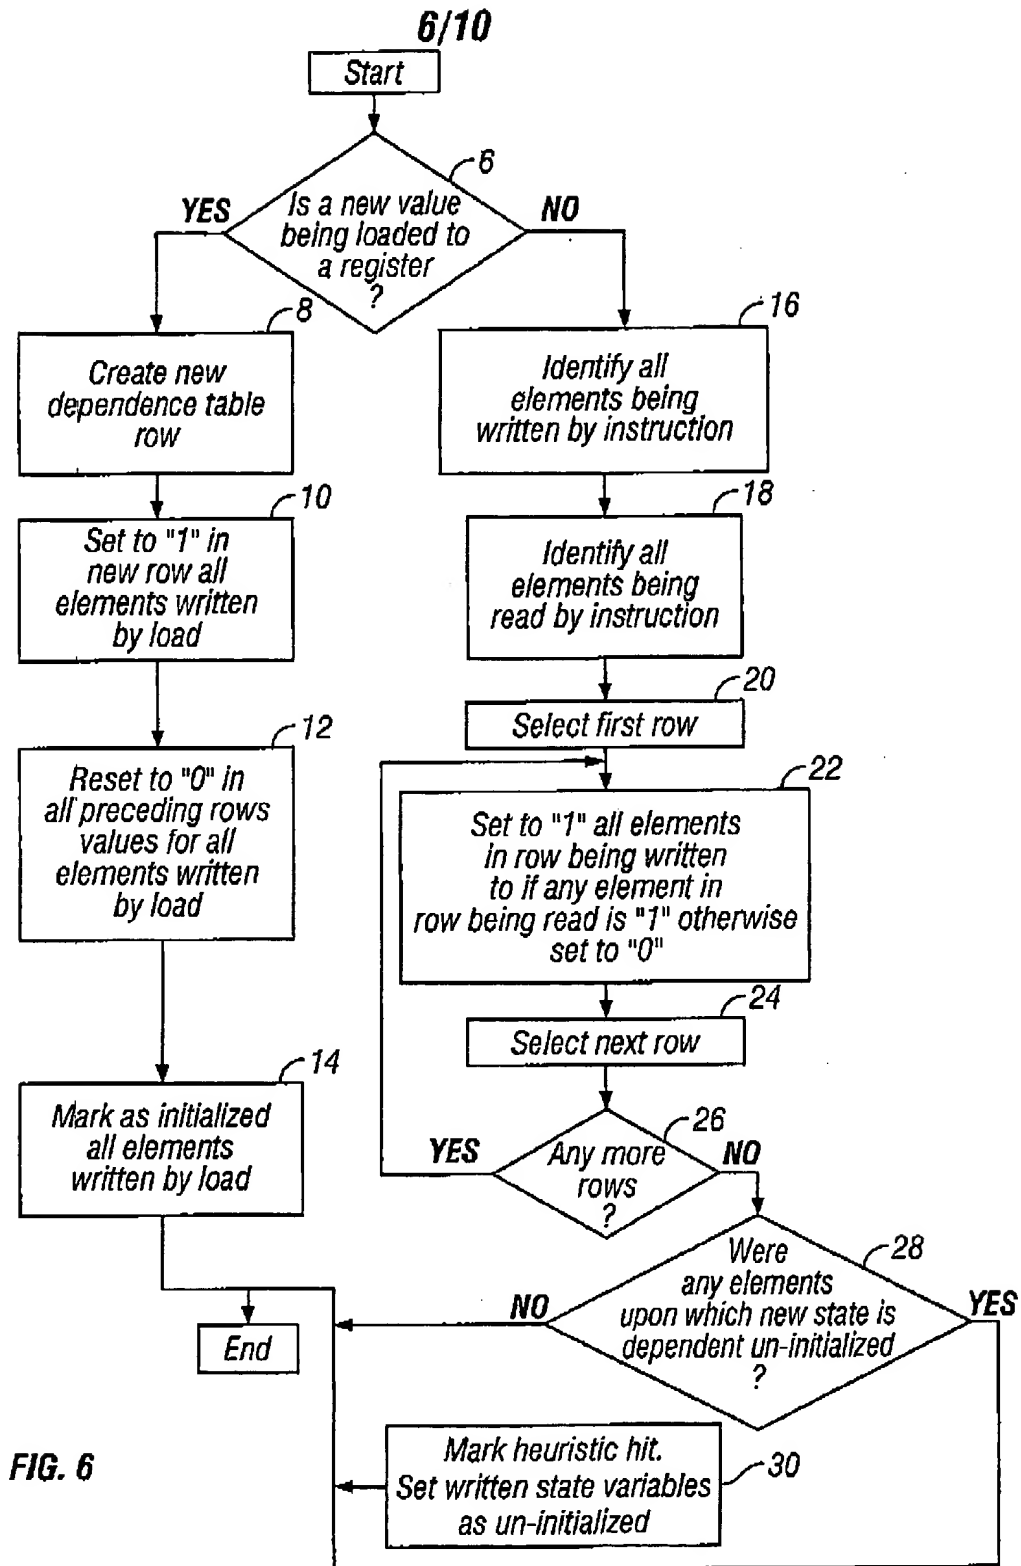 6/10
Start
6
Is a new value
being loaded to
a register
?
YES
NO
8
Create new
dependence table
row
10
Set to "1" in
new row all
elements written
by load
12
Reset to "0" in
all preceding rows
values for all
elements written
by load
14
Mark as initialized
all elements
written by load
End
16
Identify all
elements being
written by instruction
18
Identify all
elements being
read by instruction
20
Select first row
22
Set to "1" all elements
in row being written
to if any element in
row being read is "1" otherwise
set to "0"
24
Select next row
26
Any more
rows
?
YES
NO
28
Were
any elements
upon which new state is
dependent un-initialized
?
NO
YES
Mark heuristic hit.
Set written state variables
as un-initialized
30
FIG. 6